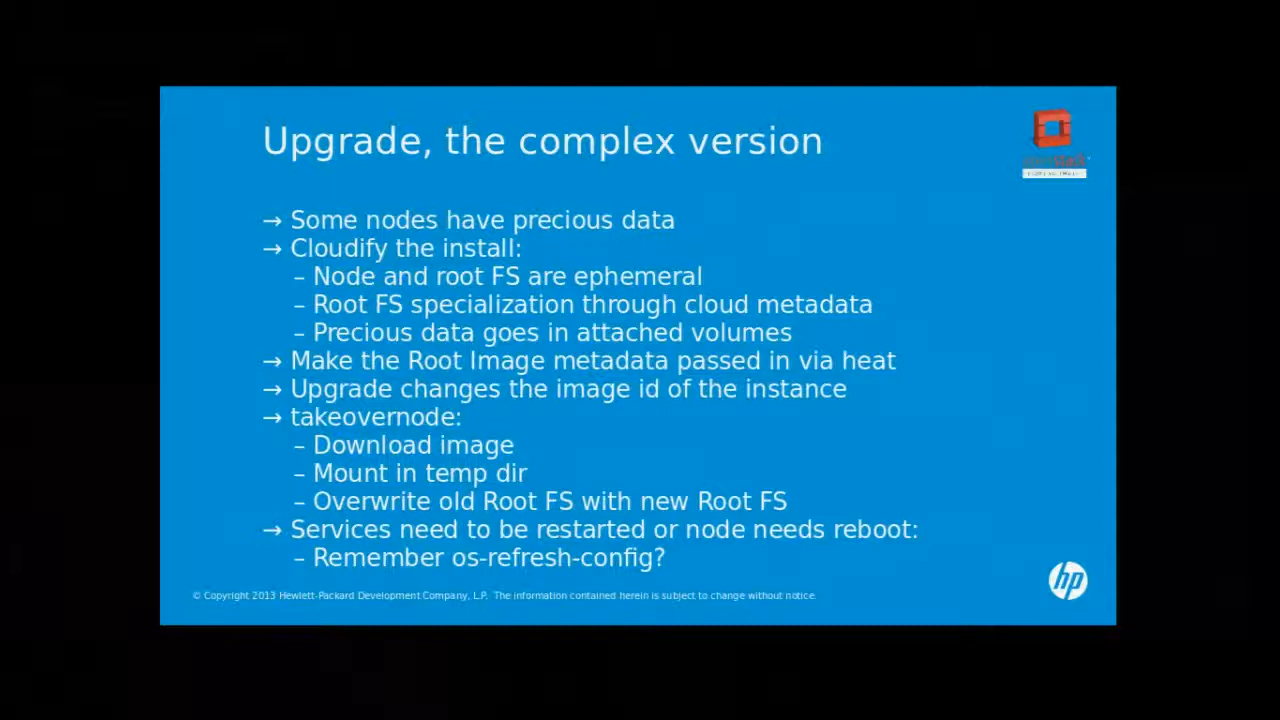 Upgrade, the complex version
openstack
→ Some nodes have precious data
→ Cloudify the install:
– Node and root FS are ephemeral
– Root FS specialization through cloud metadata
– Precious data goes in attached volumes
→ Make the Root Image metadata passed in via heat
→ Upgrade changes the image id of the instance
→ takeovernode:
– Download image
– Mount in temp dir
– Overwrite old Root FS with new Root FS
→ Services need to be restarted or node needs reboot:
– Remember os-refresh-config?
hp
© Copyright 2013 Hewlett-Packard Development Company, L.P. The information contained herein is subject to change without notice.